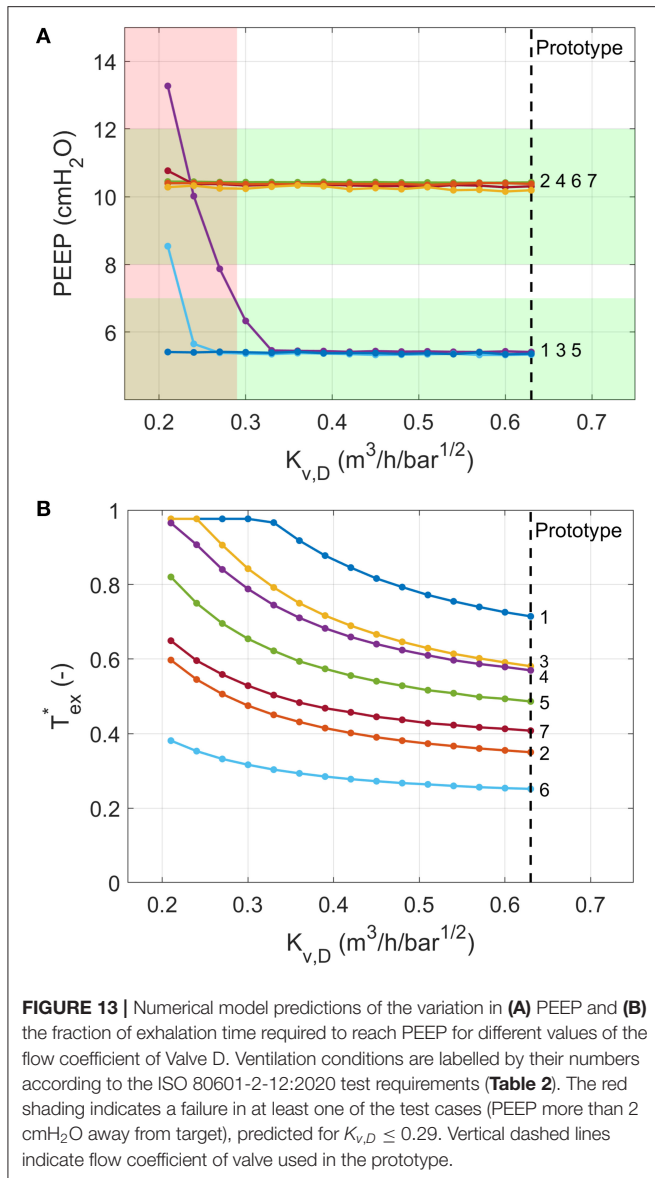 A
Prototype
14
12
10
8
6
PEEP (cmH2O)
2 4 6 7
1 3 5
0.2 0.3 0.4 0.5 0.6 0.7
Kv,D (m³/h/bar^1/2)
B
Prototype
1
0.8
0.6
0.4
0.2
0
T*ex (-)
1
3
4
5
7
2
6
0.2 0.3 0.4 0.5 0.6 0.7
Kv,D (m³/h/bar^1/2)
FIGURE 13 | Numerical model predictions of the variation in (A) PEEP and (B)
the fraction of exhalation time required to reach PEEP for different values of the
flow coefficient of Valve D. Ventilation conditions are labelled by their numbers
according to the ISO 80601-2-12:2020 test requirements (Table 2). The red
shading indicates a failure in at least one of the test cases (PEEP more than 2
cmH2O away from target), predicted for Kv,D ≤ 0.29. Vertical dashed lines
indicate flow coefficient of valve used in the prototype.